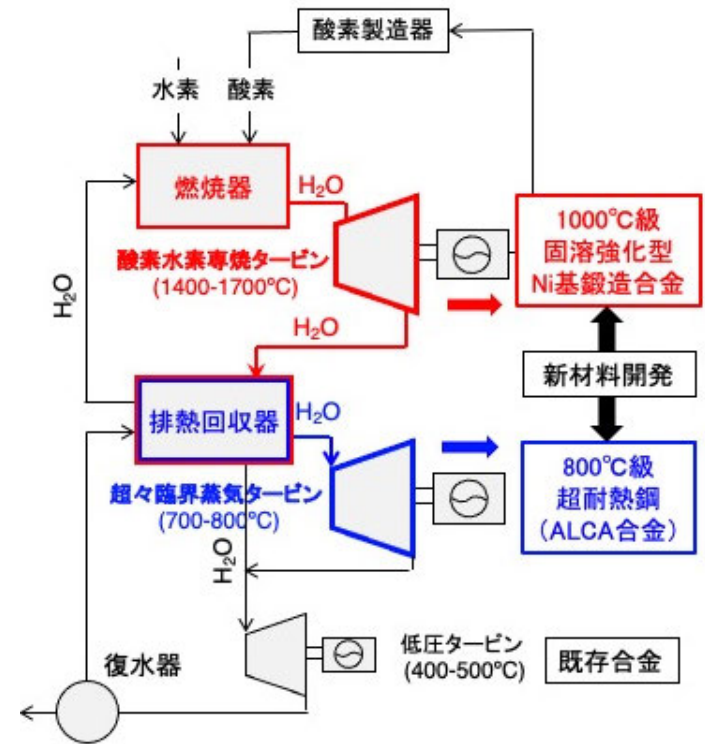 酸素製造器
水素
酸素
燃焼器
H₂O
1000℃級
固溶強化型
Ni基鍛造合金
酸素水素専焼タービン
(1400-1700℃)
H₂O
H₂O
新材料開発
排熱回収器
H₂O
800℃級
超耐熱鋼
（ALCA合金）
超々臨界蒸気タービン
(700-800℃)
H₂O
低圧タービン
(400-500℃)
既存合金
復水器